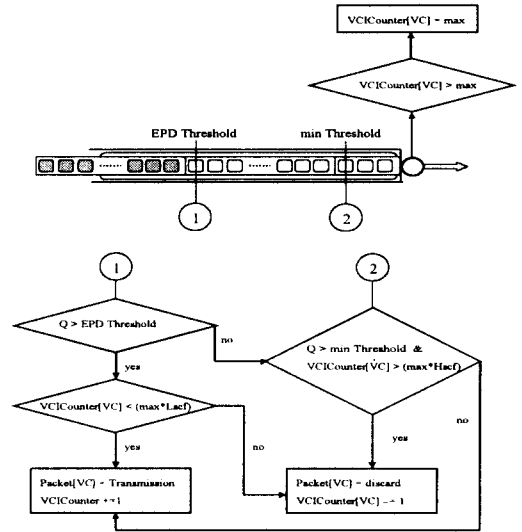 VCICounter[VC] = max
VCICounter[VC] > max
EPD Threshold
min Threshold
1
2
1
2
Q > EPD Threshold
no
yes
Q > min Threshold &
VCICounter[VC] > (max*Hacf)
VCICounter[VC] < (max*Lacf)
no
yes
no
yes
Packet[VC] = Transmission
VCICounter +=1
Packet[VC] = discard
VCICounter[VC] -= 1